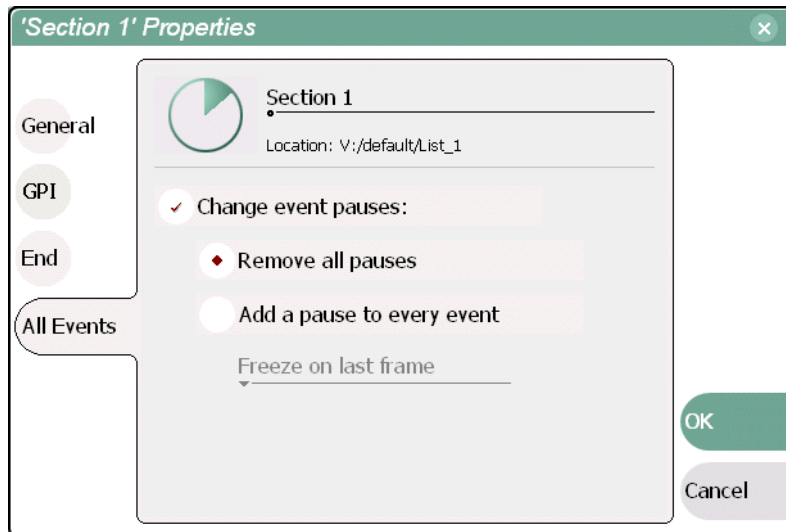 'Section 1' Properties
General
GPI
End
All Events
Section 1
Location: V:/default/List_1
Change event pauses:
Remove all pauses
Add a pause to every event
Freeze on last frame
OK
Cancel